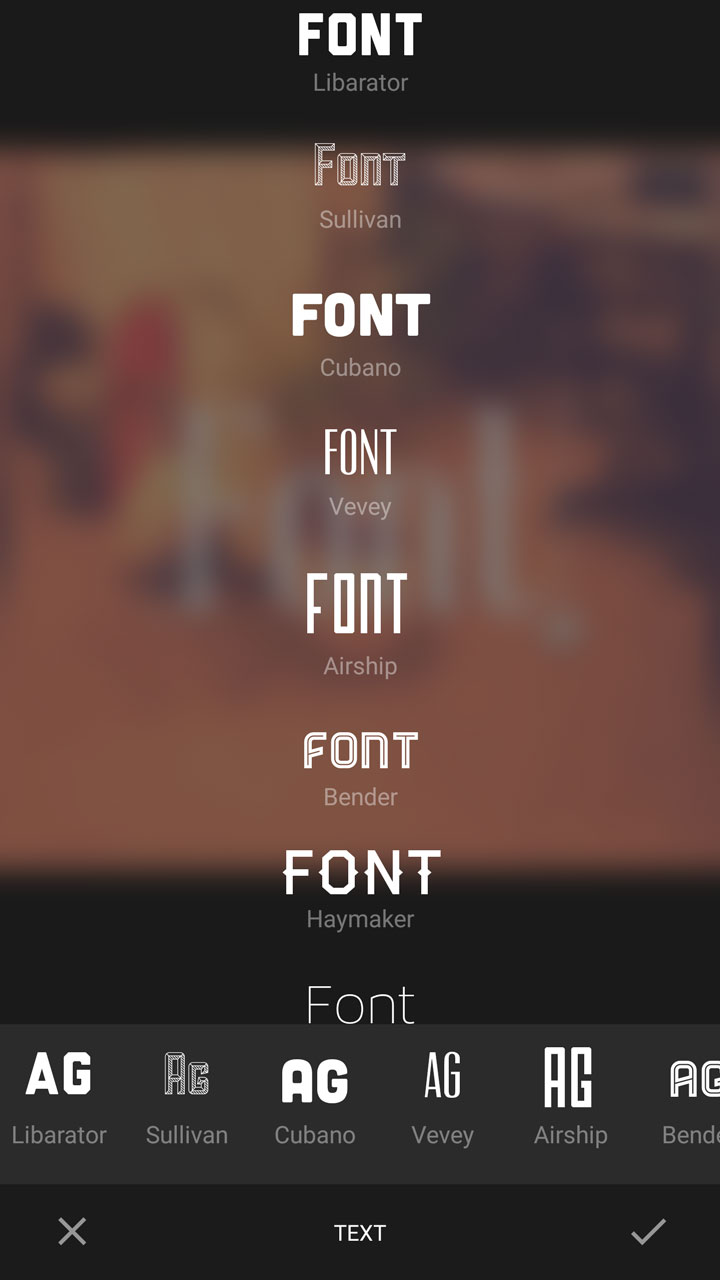 FONT
Libarator
Font
Sullivan
FONT
Cubano
FONT
Vevey
FONT
Airship
FONT
Bender
FONT
Haymaker
Font
Font.
AG AG AG AG AG AG
Libarator Sullivan Cubano Vevey Airship Bende
TEXT